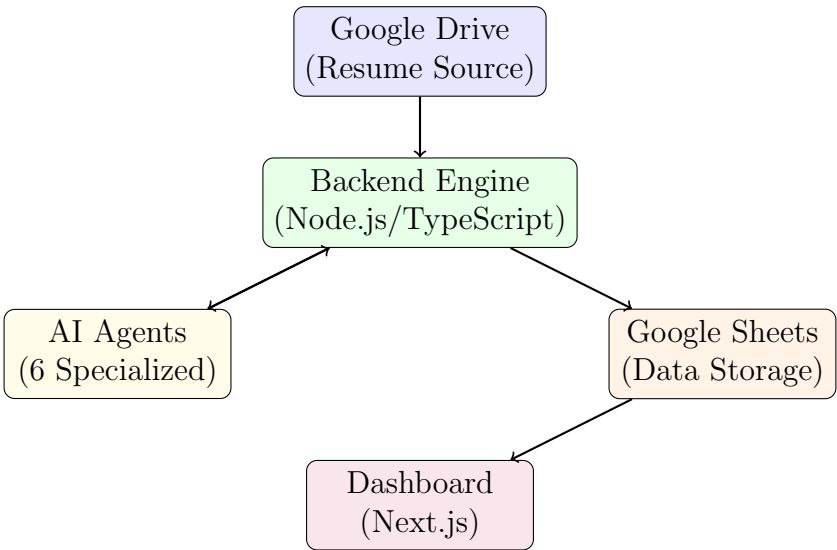 Google Drive
(Resume Source)
Backend Engine
(Node.js/TypeScript)
AI Agents
(6 Specialized)
Google Sheets
(Data Storage)
Dashboard
(Next.js)